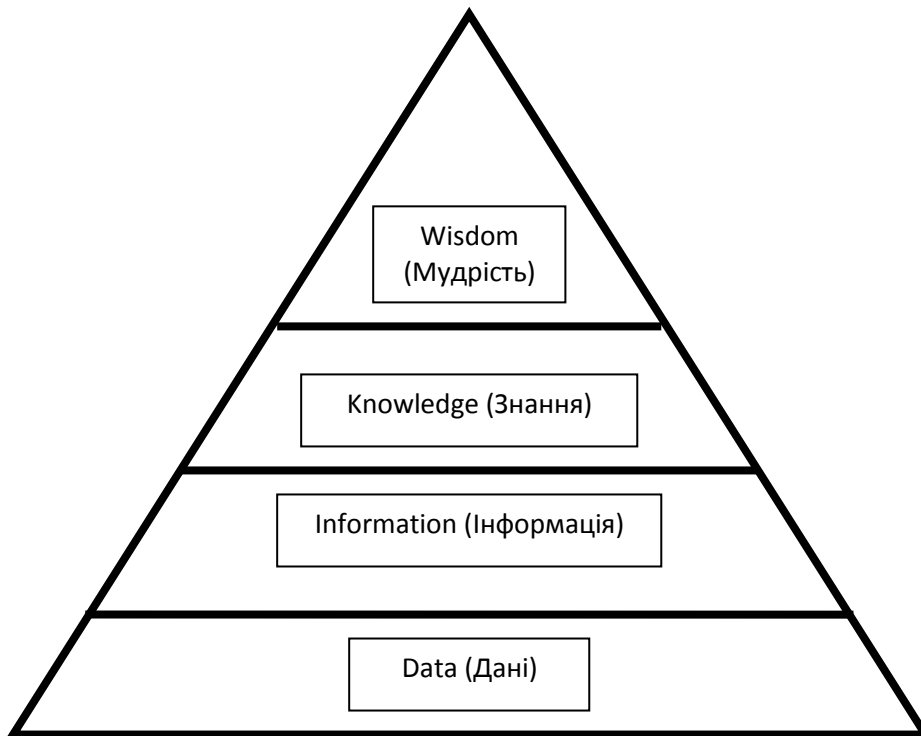 Wisdom
(Мудрість)
Knowledge (Знання)
Information (Інформація)
Data (Дані)